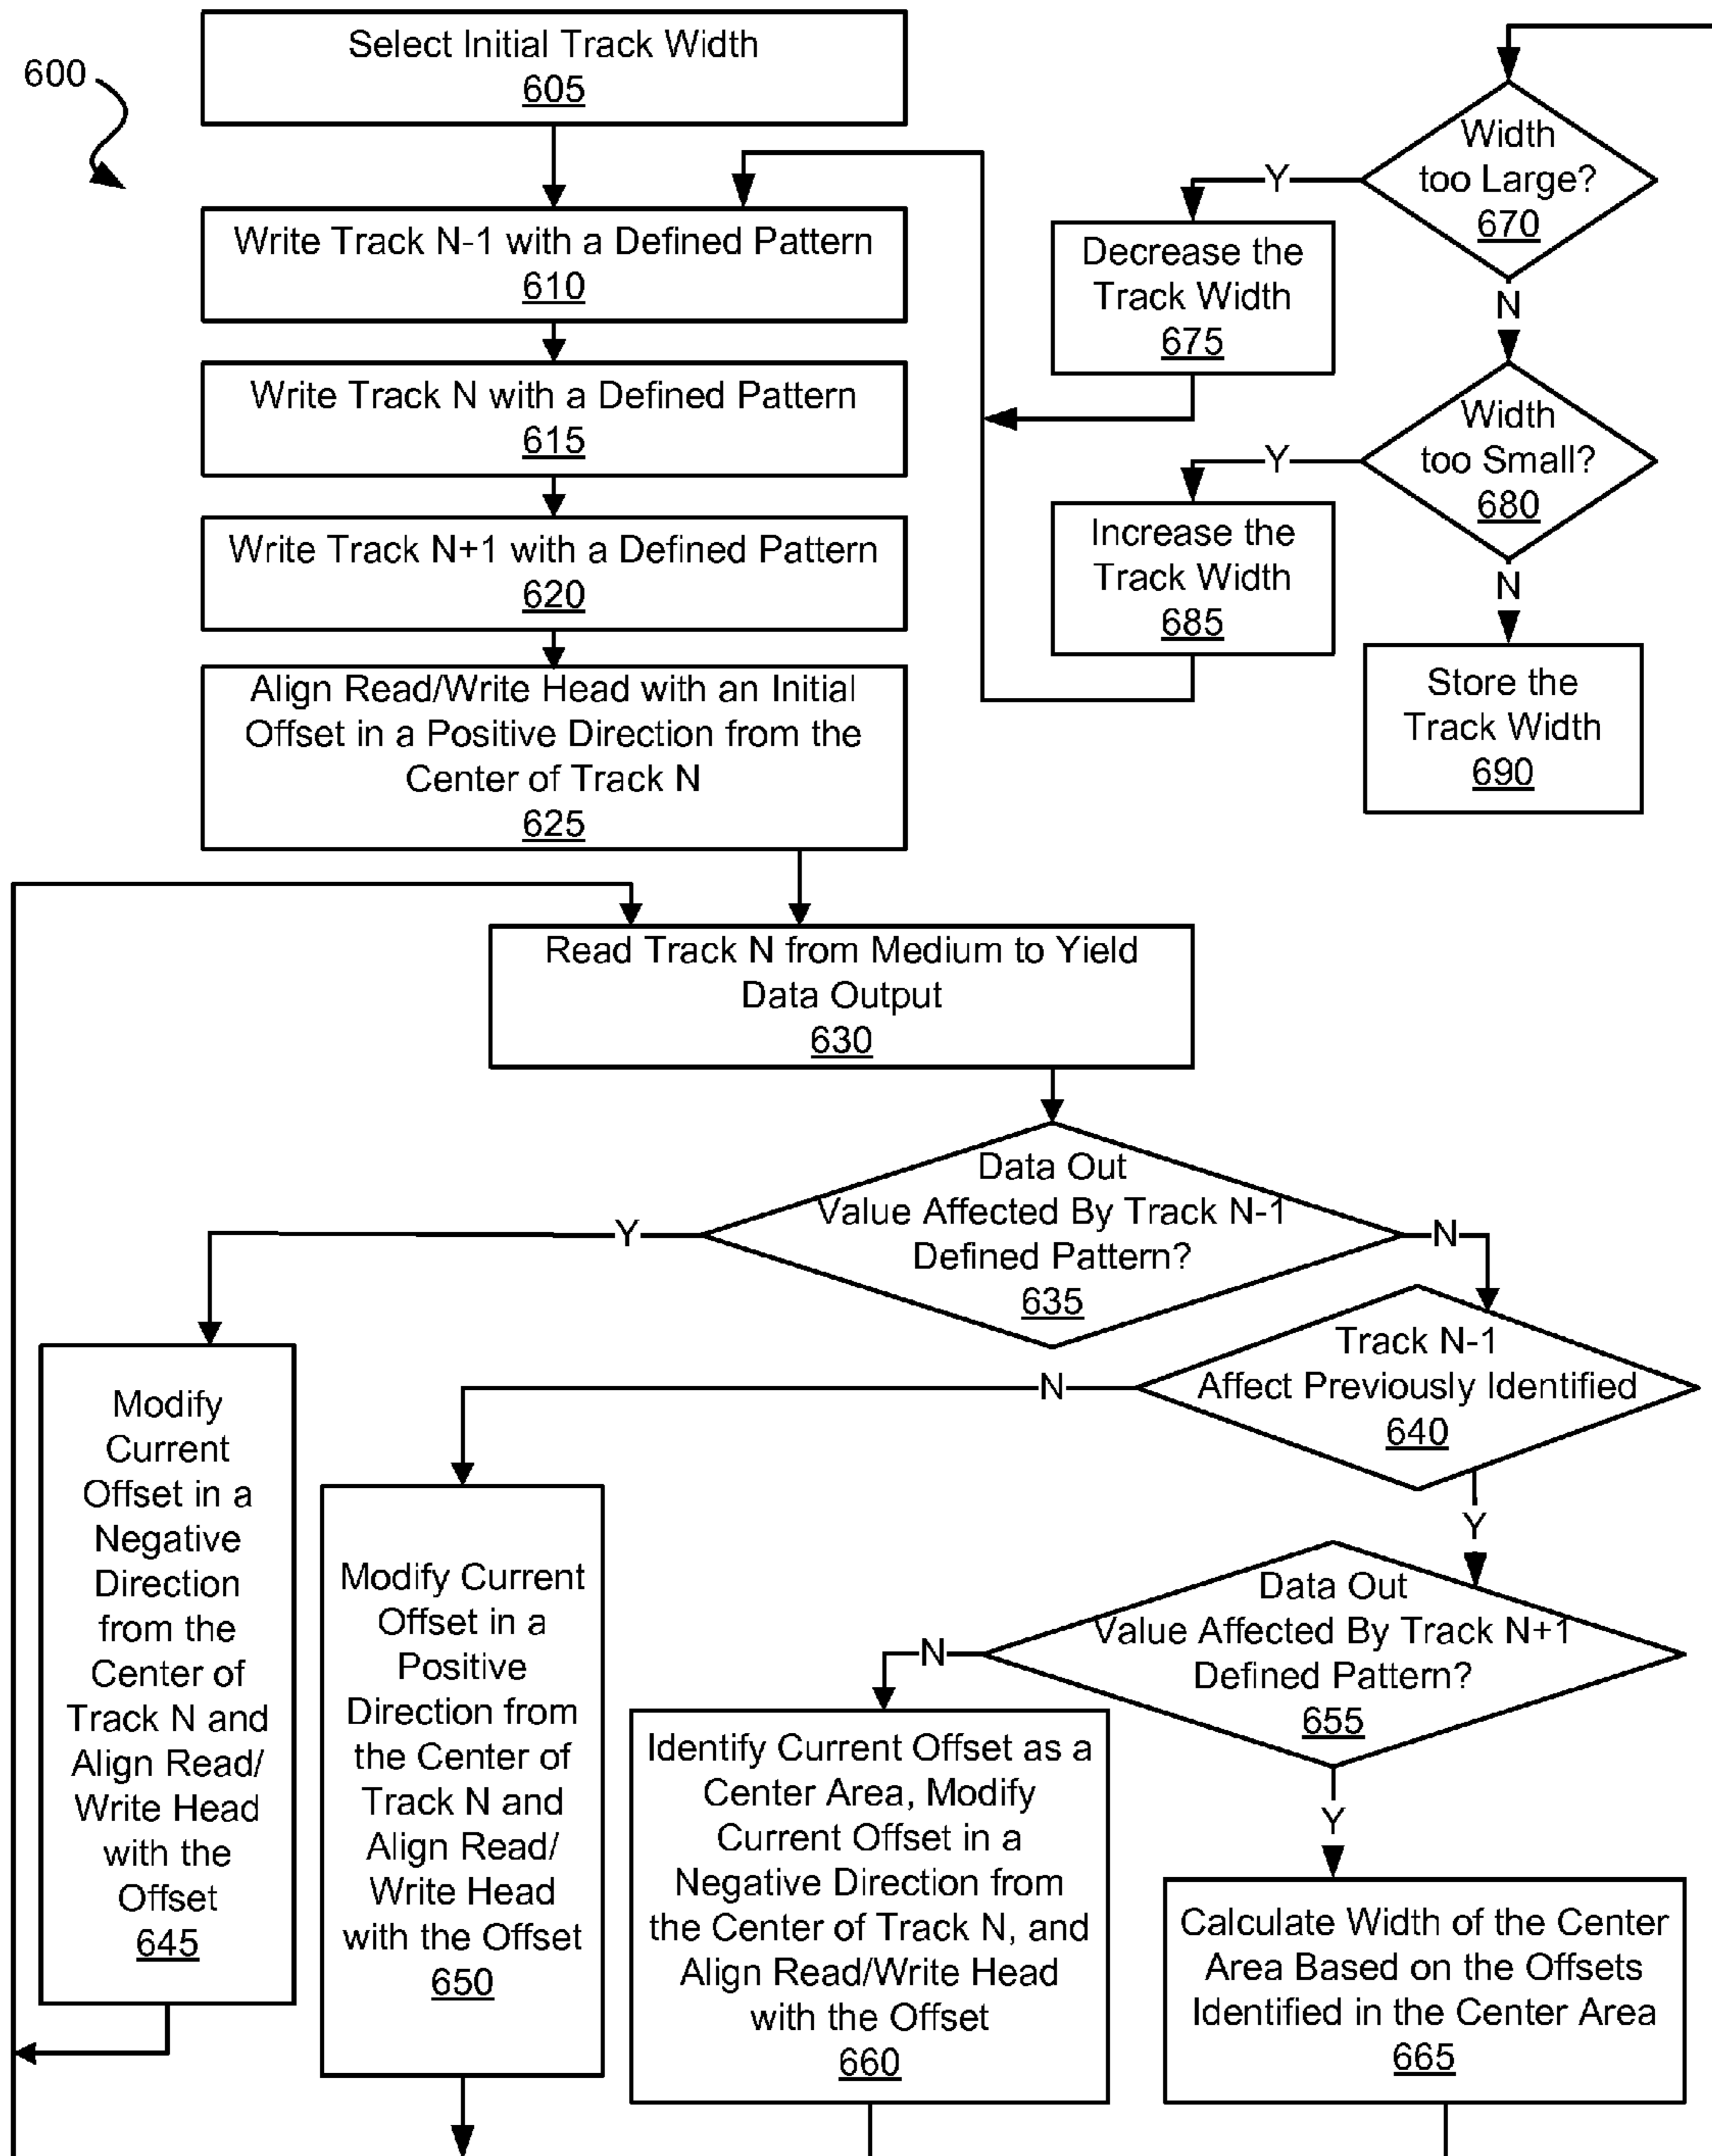 600
Select Initial Track Width
605
Write Track N-1 with a Defined Pattern
610
Write Track N with a Defined Pattern
615
Write Track N+1 with a Defined Pattern
620
Align Read/Write Head with an Initial
Offset in a Positive Direction from the
Center of Track N
625
Width
too Large?
670
Y
N
Decrease the
Track Width
675
Width
too Small?
680
Y
N
Increase the
Track Width
685
Store the
Track Width
690
Read Track N from Medium to Yield
Data Output
630
Data Out
Value Affected By Track N-1
Defined Pattern?
635
Y
N
Track N-1
Affect Previously Identified
640
N
Y
Modify
Current
Offset in a
Negative
Direction
from the
Center of
Track N and
Align Read/
Write Head
with the
Offset
645
Modify Current
Offset in a
Positive
Direction from
the Center of
Track N and
Align Read/
Write Head
with the Offset
650
Data Out
Value Affected By Track N+1
Defined Pattern?
655
N
Y
Identify Current Offset as a
Center Area, Modify
Current Offset in a
Negative Direction from
the Center of Track N, and
Align Read/Write Head
with the Offset
660
Calculate Width of the Center
Area Based on the Offsets
Identified in the Center Area
665